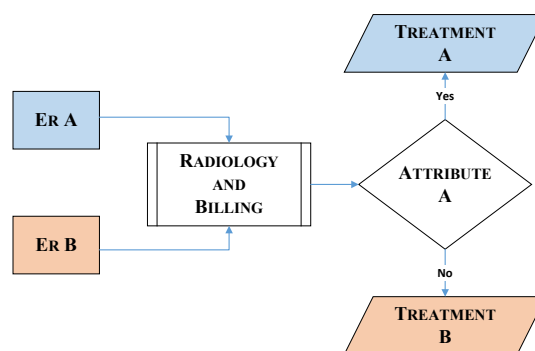 TREATMENT
A
Yes
ER A
RADIOLOGY
AND
BILLING
ATTRIBUTE
A
ER B
No
TREATMENT
B